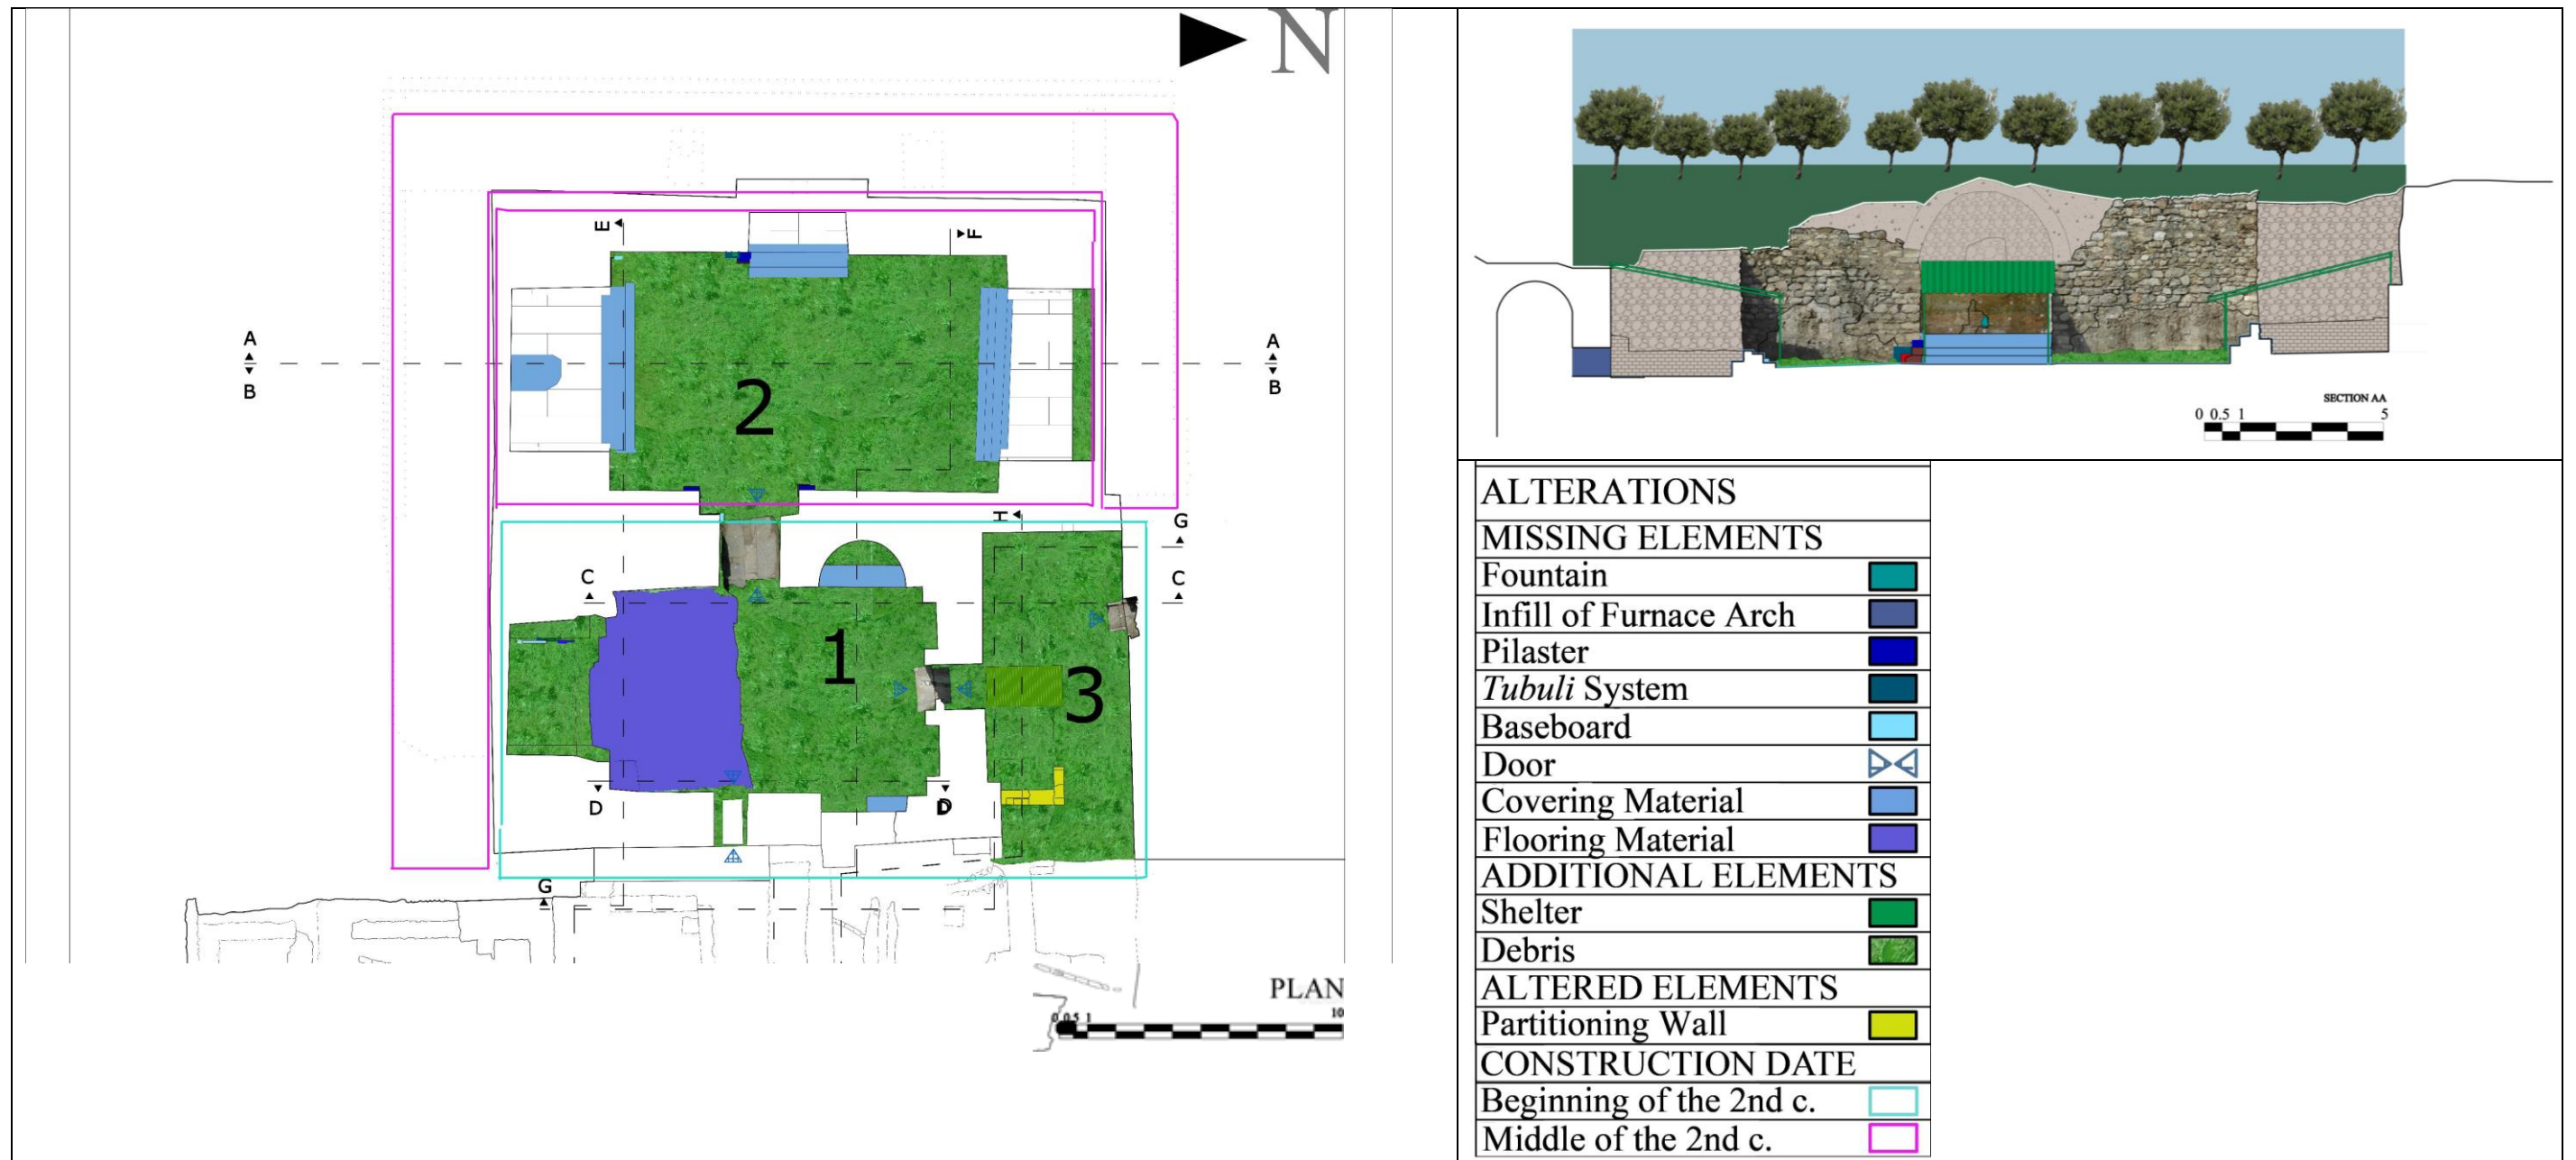 N
E
F
A
A
B
B
2
H
G
C
C
1
3
D
D
G
PLAN
0 0.5 1
10
SECTION AA
0 0.5 1
5
ALTERATIONS
MISSING ELEMENTS
Fountain
Infill of Furnace Arch
Pilaster
Tubuli System
Baseboard
Door
Covering Material
Flooring Material
ADDITIONAL ELEMENTS
Shelter
Debris
ALTERED ELEMENTS
Partitioning Wall
CONSTRUCTION DATE
Beginning of the 2nd c.
Middle of the 2nd c.